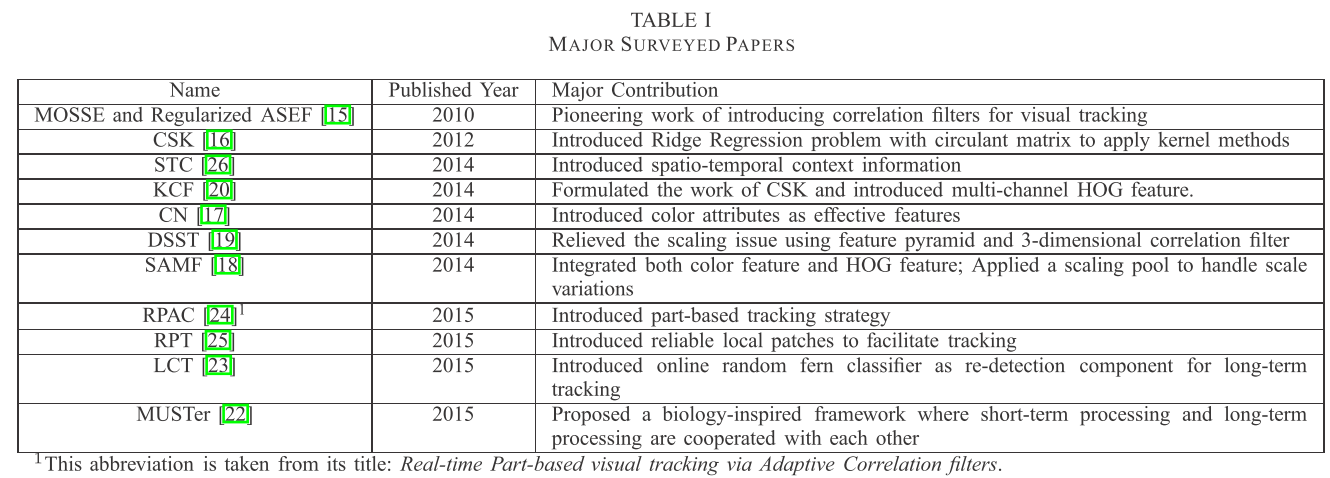 TABLE I
MAJOR SURVEYED PAPERS
Name Published Year Major Contribution
MOSSE and Regularized ASEF [15] 2010 Pioneering work of introducing correlation filters for visual tracking
CSK [16] 2012 Introduced Ridge Regression problem with circulant matrix to apply kernel methods
STC [26] 2014 Introduced spatio-temporal context information
KCF [20] 2014 Formulated the work of CSK and introduced multi-channel HOG feature.
CN [17] 2014 Introduced color attributes as effective features
DSST [19] 2014 Relieved the scaling issue using feature pyramid and 3-dimensional correlation filter
SAMF [18] 2014 Integrated both color feature and HOG feature; Applied a scaling pool to handle scale
variations
RPAC [24]1 2015 Introduced part-based tracking strategy
RPT [25] 2015 Introduced reliable local patches to facilitate tracking
LCT [23] 2015 Introduced online random fern classifier as re-detection component for long-term
tracking
MUSTer [22] 2015 Proposed a biology-inspired framework where short-term processing and long-term
processing are cooperated with each other
1This abbreviation is taken from its title: Real-time Part-based visual tracking via Adaptive Correlation filters.